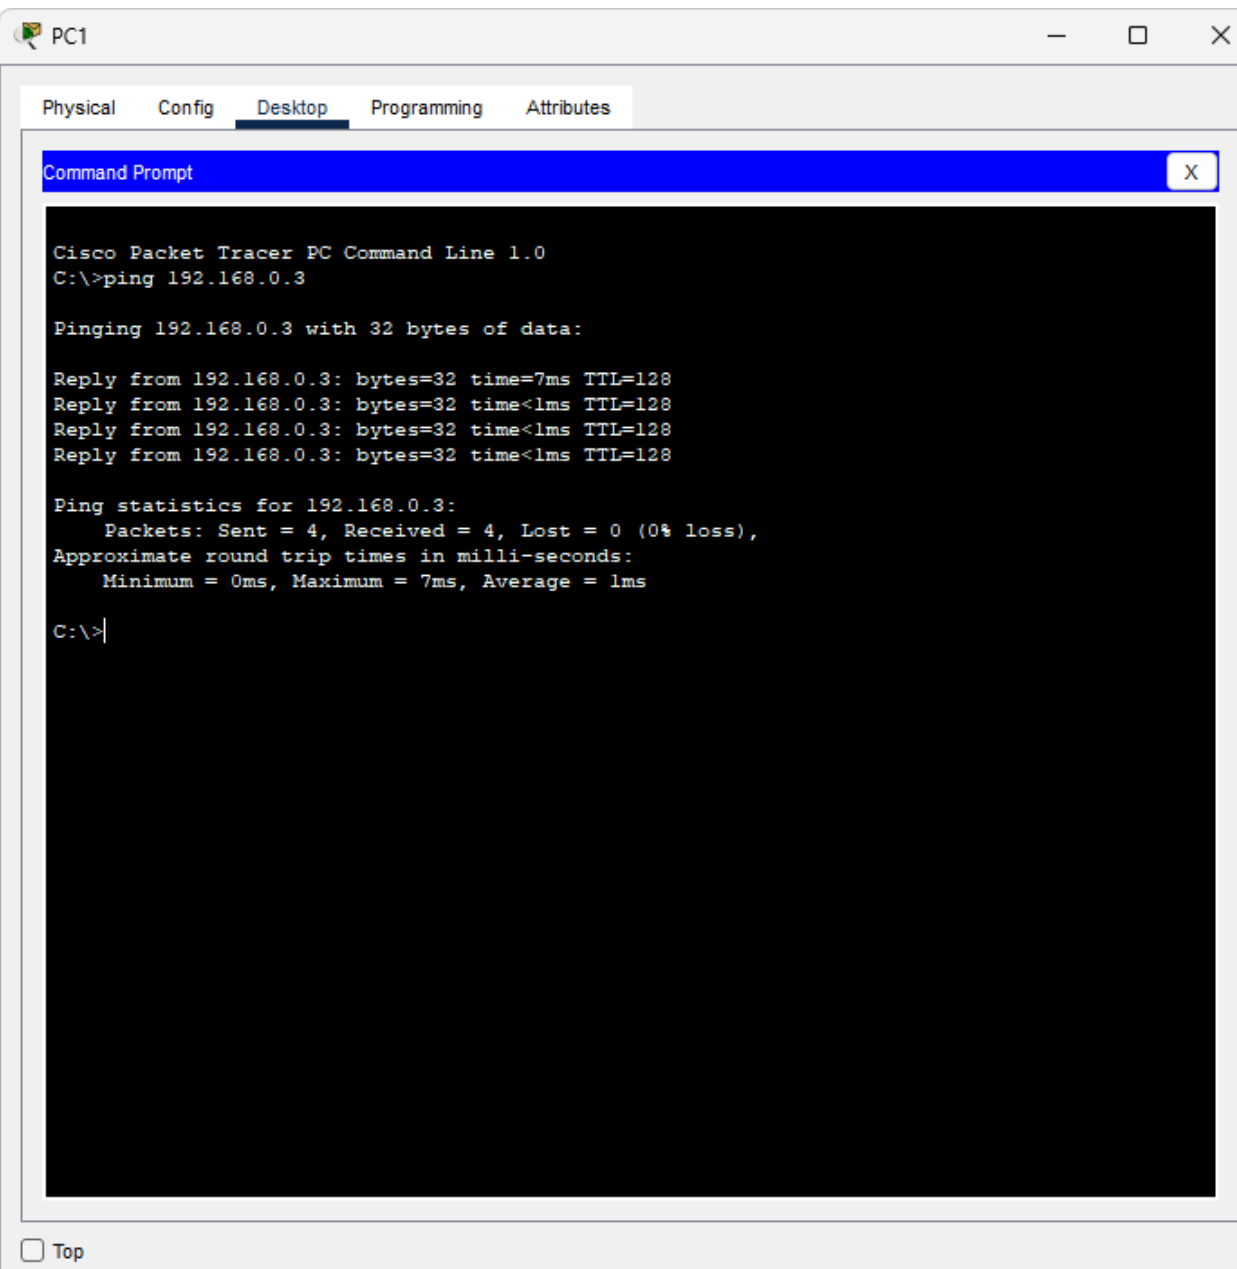 PC1
Physical Config Desktop Programming Attributes
Command Prompt
X
Cisco Packet Tracer PC Command Line 1.0
C:\>ping 192.168.0.3
Pinging 192.168.0.3 with 32 bytes of data:
Reply from 192.168.0.3: bytes=32 time=7ms TTL=128
Reply from 192.168.0.3: bytes=32 time<1ms TTL=128
Reply from 192.168.0.3: bytes=32 time<1ms TTL=128
Reply from 192.168.0.3: bytes=32 time<1ms TTL=128
Ping statistics for 192.168.0.3:
Packets: Sent = 4, Received = 4, Lost = 0 (0% loss),
Approximate round trip times in milli-seconds:
Minimum = 0ms, Maximum = 7ms, Average = 1ms
C:\>
Top